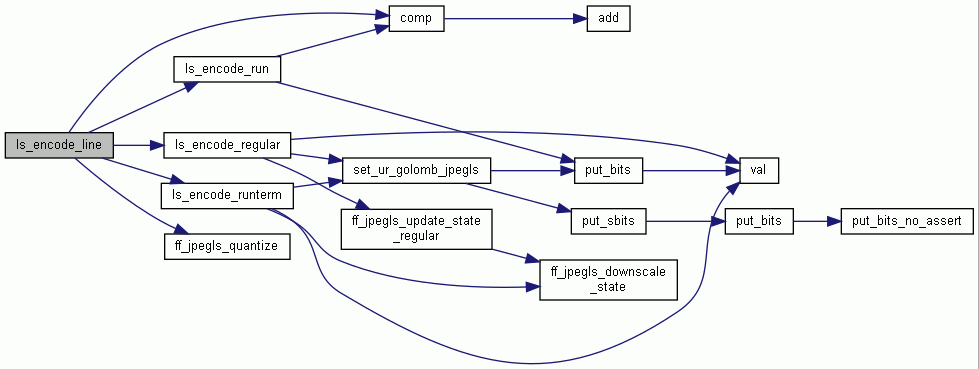 comp
add
ls_encode_run
ls_encode_line
ls_encode_regular
set_ur_golomb_jpegls
put_bits
val
ls_encode_runterm
ff_jpegls_update_state
_regular
put_sbits
put_bits
put_bits_no_assert
ff_jpegls_quantize
ff_jpegls_downscale
_state